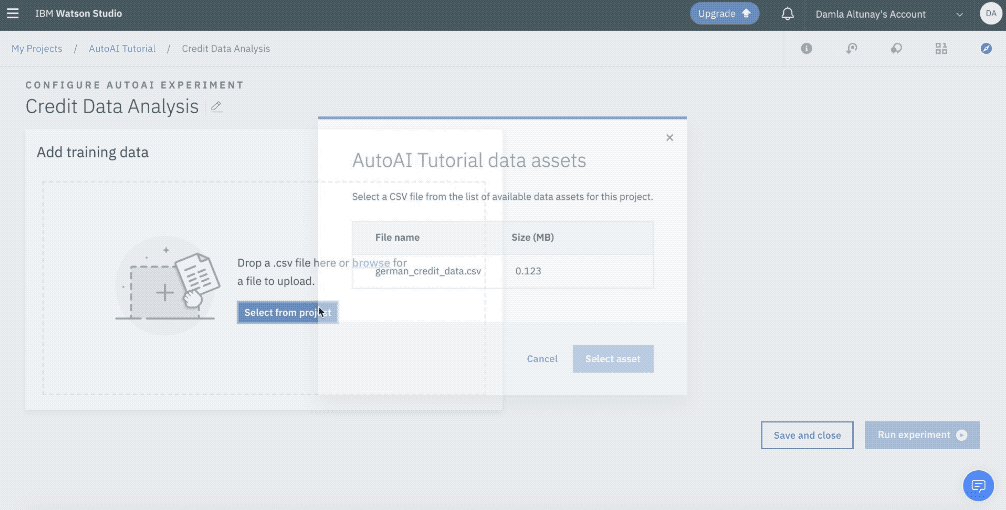 IBM Watson Studio
Upgrade
Damla Altunay's Account
DA
My Projects / AutoAI Tutorial / Credit Data Analysis
CONFIGURE AUTOAI EXPERIMENT
Credit Data Analysis
Add training data
Drop a .csv file here or browse for
a file to upload.
Select from project
AutoAI Tutorial data assets
Select a CSV file from the list of available data assets for this project.
File name Size (MB)
german_credit_data.csv 0.123
Cancel Select asset
Save and close Run experiment